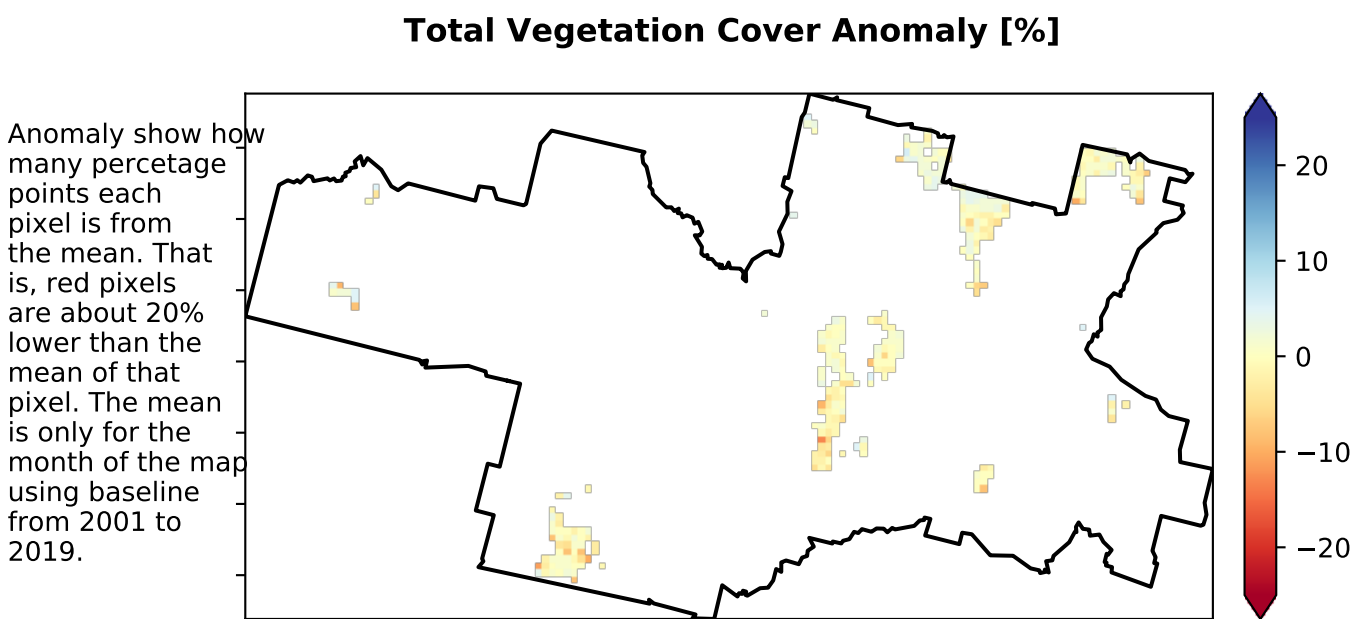 Total Vegetation Cover Anomaly [%]
Anomaly show how
many percetage
points each
pixel is from
the mean. That
is, red pixels
are about 20%
lower than the
mean of that
pixel. The mean
is only for the
month of the map
using baseline
from 2001 to
2019.
20
10
0
−10
−20